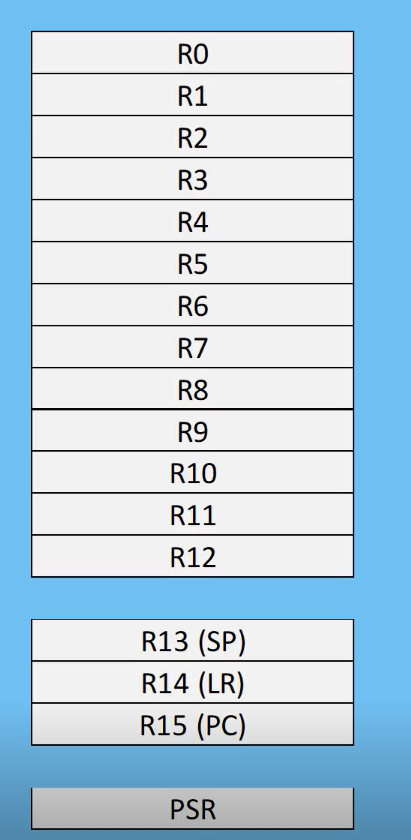 R0
R1
R2
R3
R4
R5
R6
R7
R8
R9
R10
R11
R12
R13 (SP)
R14 (LR)
R15 (PC)
PSR